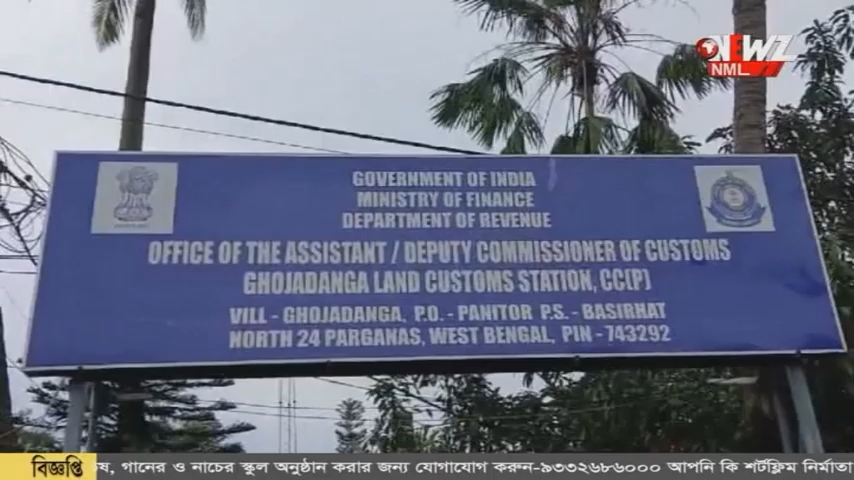 NEWZ
NML
GOVERNMENT OF INDIA
MINISTRY OF FINANCE
DEPARTMENT OF REVENUE
OFFICE OF THE ASSISTANT / DEPUTY COMMISSIONER OF CUSTOMS
GHOJADANGA LAND CUSTOMS STATION, CC(P)
VILL - GHOJADANGA, P.O. - PANITOR P.S. - BASIRHAT
NORTH 24 PARGANAS, WEST BENGAL, PIN - 743292
বিজ্ঞপ্তি ষ, গানের ও নাচের স্কুল অনুষ্ঠান করার জন্য যোগাযোগ করুন-৯৩৩২৬৮৬০০০ আপনি কি শর্টফ্লিম নির্মাতা